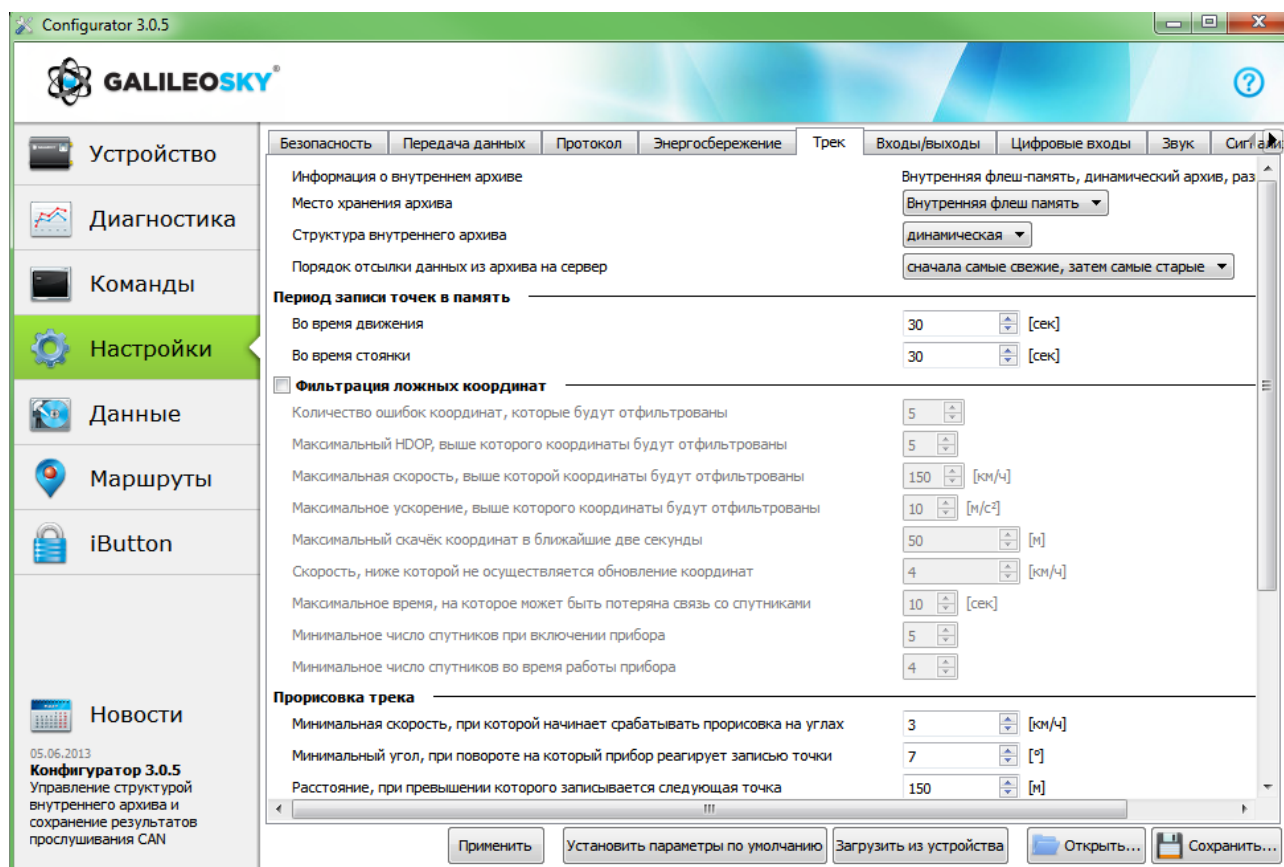 Configurator 3.0.5
GALILEOSKY®
?
Устройство
Диагностика
Команды
Настройки
Данные
Маршруты
iButton
Новости
05.06.2013
Конфигуратор 3.0.5
Управление структурой
внутреннего архива и
сохранение результатов
прослушивания CAN
Безопасность Передача данных Протокол Энергосбережение Трек Входы/выходы Цифровые входы Звук
Информация о внутреннем архиве Внутренняя флеш-память, динамический архив, раз
Место хранения архива Внутренняя флеш память
Структура внутреннего архива динамическая
Порядок отсылки данных из архива на сервер сначала самые свежие, затем самые старые
Период записи точек в память
Во время движения 30 [сек]
Во время стоянки 30 [сек]
Фильтрация ложных координат
Количество ошибок координат, которые будут отфильтрованы 5
Максимальный HDOP, выше которого координаты будут отфильтрованы 5
Максимальная скорость, выше которой координаты будут отфильтрованы 150 [км/ч]
Максимальное ускорение, выше которого координаты будут отфильтрованы 10 [м/с²]
Максимальный скачёк координат в ближайшие две секунды 50 [м]
Скорость, ниже которой не осуществляется обновление координат 4 [км/ч]
Максимальное время, на которое может быть потеряна связь со спутниками 10 [сек]
Минимальное число спутников при включении прибора 5
Минимальное число спутников во время работы прибора 4
Прорисовка трека
Минимальная скорость, при которой начинает срабатывать прорисовка на углах 3 [км/ч]
Минимальный угол, при повороте на который прибор реагирует записью точки 7 [°]
Расстояние, при превышении которого записывается следующая точка 150 [м]
Применить Установить параметры по умолчанию Загрузить из устройства Открыть... Сохранить...